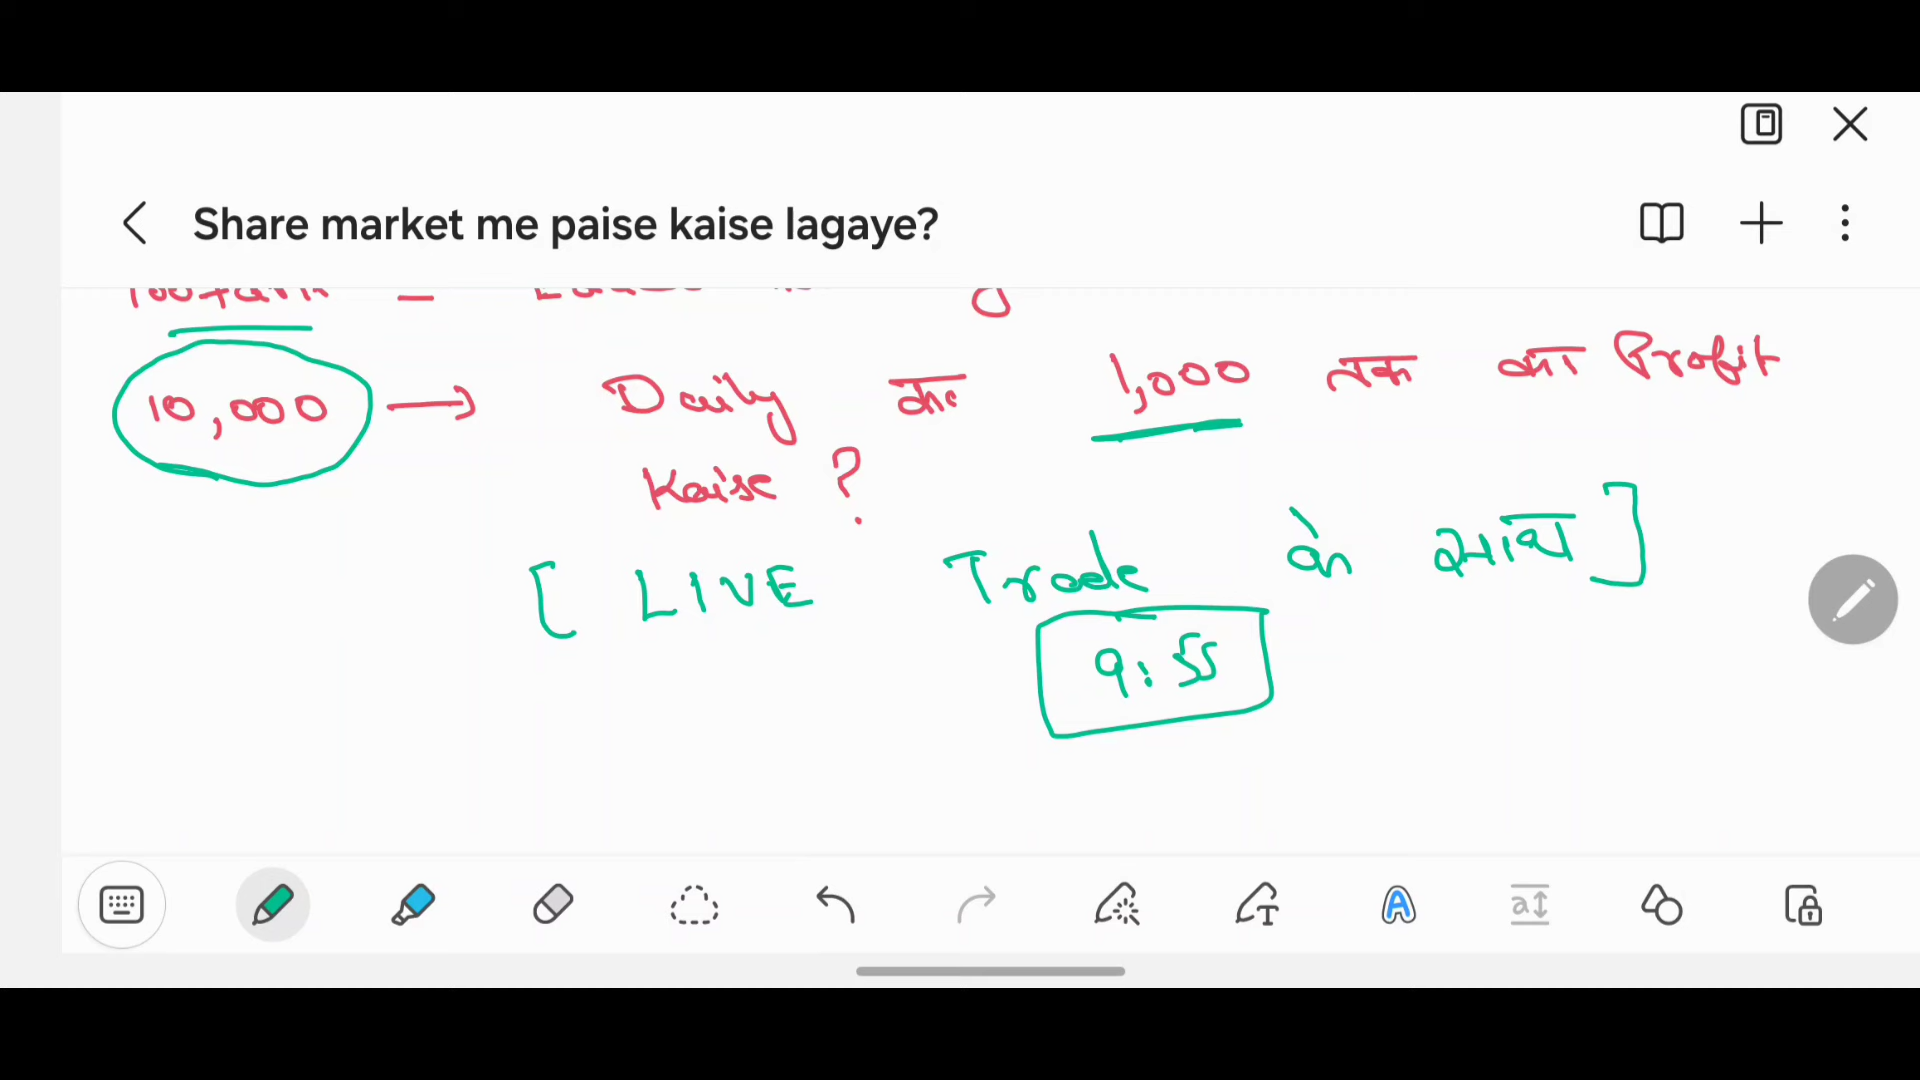 Share market me paise kaise lagaye?
10,000 → Daily का 1,000 तक का Profit
Kaise ?
[ LIVE Trade के साथ ]
9:55